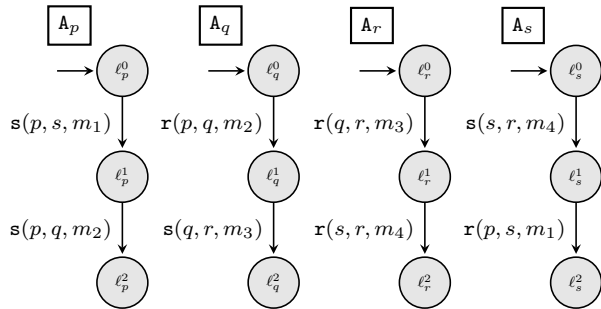 A_p A_q A_r A_s
ℓ_p^0 ℓ_q^0 ℓ_r^0 ℓ_s^0
s(p, s, m_1) r(p, q, m_2) r(q, r, m_3) s(s, r, m_4)
ℓ_p^1 ℓ_q^1 ℓ_r^1 ℓ_s^1
s(p, q, m_2) s(q, r, m_3) r(s, r, m_4) r(p, s, m_1)
ℓ_p^2 ℓ_q^2 ℓ_r^2 ℓ_s^2